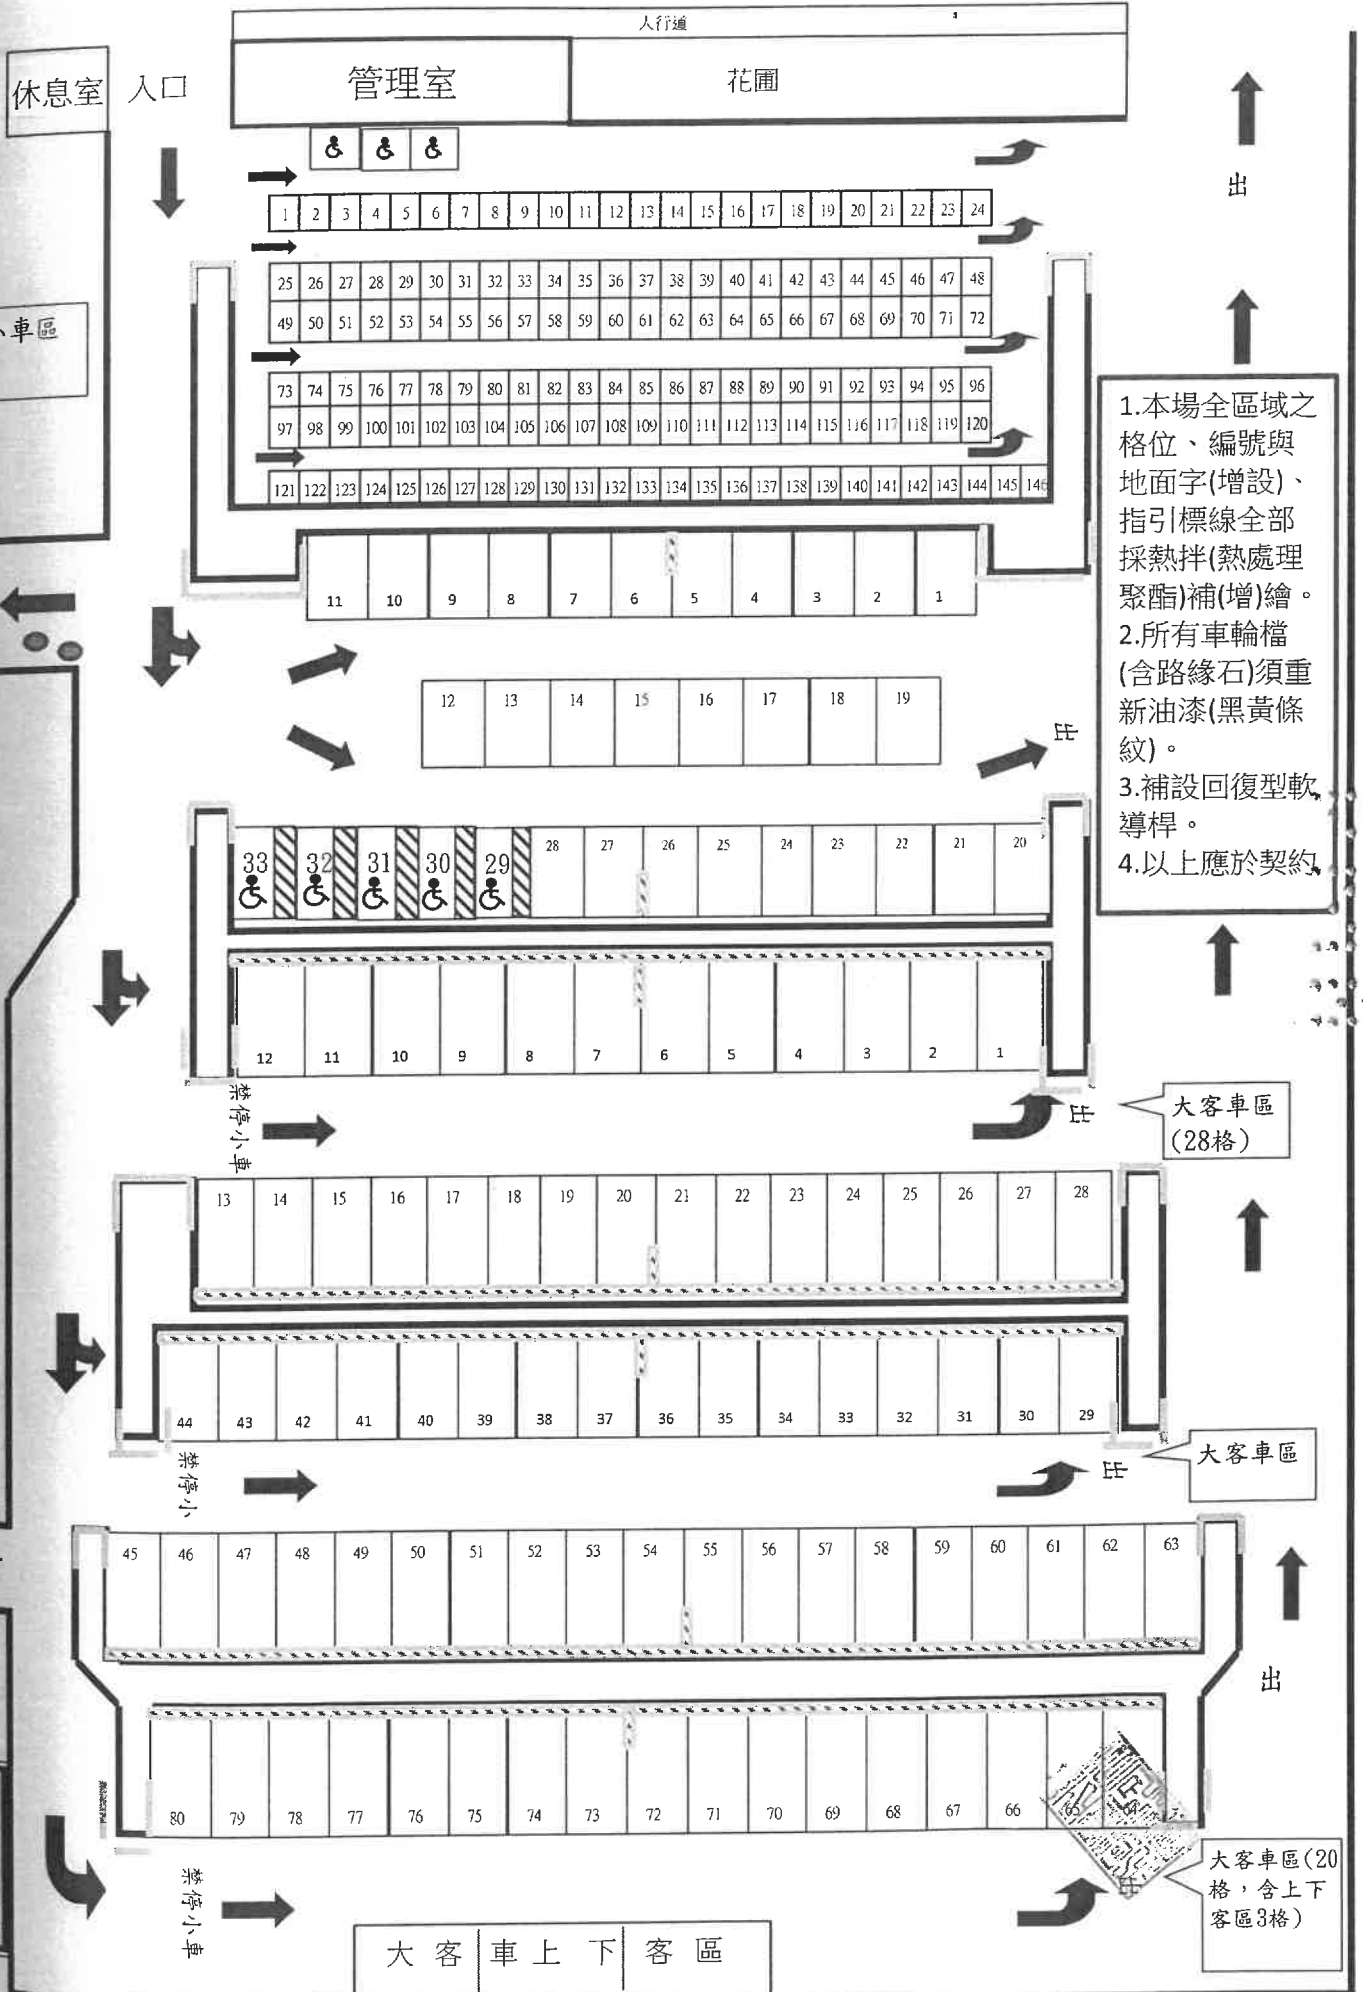 人行道
休息室
入口
管理室
花圃
出
1 2 3 4 5 6 7 8 9 10 11 12 13 14 15 16 17 18 19 20 21 22 23 24
25 26 27 28 29 30 31 32 33 34 35 36 37 38 39 40 41 42 43 44 45 46 47 48
49 50 51 52 53 54 55 56 57 58 59 60 61 62 63 64 65 66 67 68 69 70 71 72
車區
73 74 75 76 77 78 79 80 81 82 83 84 85 86 87 88 89 90 91 92 93 94 95 96
97 98 99 100 101 102 103 104 105 106 107 108 109 110 111 112 113 114 115 116 117 118 119 120
121 122 123 124 125 126 127 128 129 130 131 132 133 134 135 136 137 138 139 140 141 142 143 144 145 146
1.本場全區域之
格位、編號與
地面字(增設)、
指引標線全部
採熱拌(熱處理
聚酯)補(增)繪。
2.所有車輪檔
(含路緣石)須重
新油漆(黑黃條
紋)。
3.補設回復型軟
導桿。
4.以上應於契約
11 10 9 8 7 6 5 4 3 2 1
12 13 14 15 16 17 18 19
出
33 32 31 30 29 28 27 26 25 24 23 22 21 20
12 11 10 9 8 7 6 5 4 3 2 1
禁停小車
出
大客車區
(28格)
13 14 15 16 17 18 19 20 21 22 23 24 25 26 27 28
44 43 42 41 40 39 38 37 36 35 34 33 32 31 30 29
禁停小
出
大客車區
45 46 47 48 49 50 51 52 53 54 55 56 57 58 59 60 61 62 63
出
80 79 78 77 76 75 74 73 72 71 70 69 68 67 66 65 64
禁停小車
出
大客車區(20
格，含上下
客區3格)
大客車上下客區